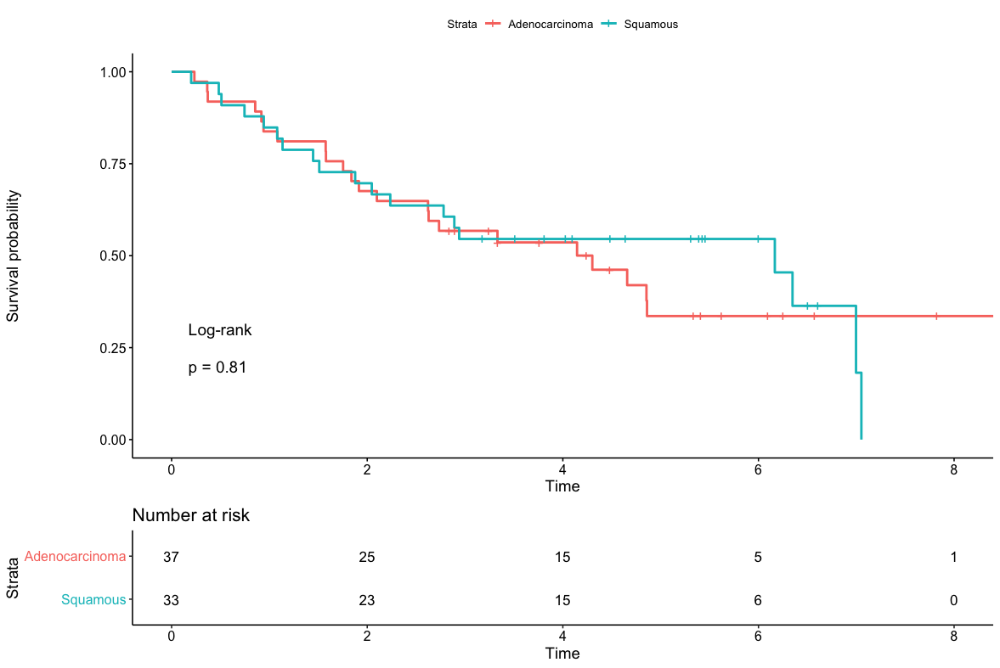 Strata Adenocarcinoma Squamous
Survival probability
1.00
0.75
0.50
0.25
0.00
Log-rank
p = 0.81
0 2 4 6 8
Time
Number at risk
Strata
Adenocarcinoma 37 25 15 5 1
Squamous 33 23 15 6 0
0 2 4 6 8
Time